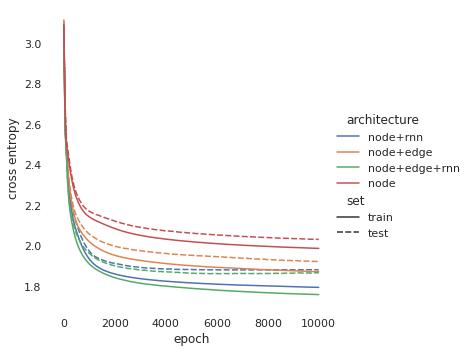 3.0
2.8
2.6
2.4
2.2
2.0
1.8
cross entropy
0 2000 4000 6000 8000 10000
epoch
architecture
node+rnn
node+edge
node+edge+rnn
node
set
train
test